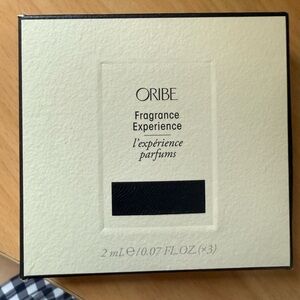 ORIBE
Fragrance
Experience
l'expérience
parfums
2 mL ℮ / 0.07 FL. OZ. (×3)